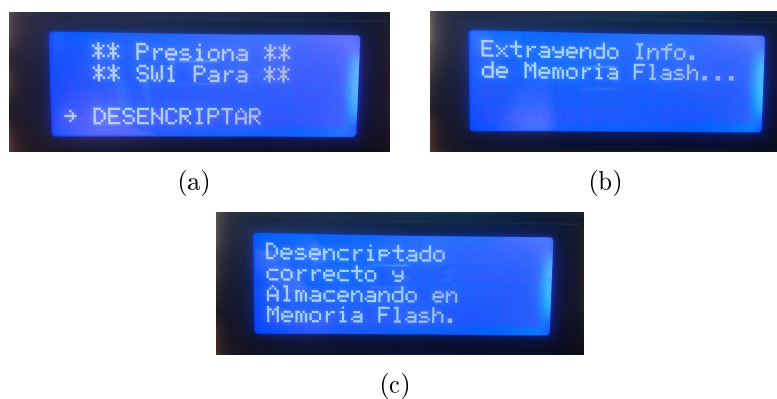 ** Presiona **
** SW1 Para **
→ DESENCRIPTAR
(a)
Extrayendo Info.
de Memoria Flash...
(b)
Desencriptado
correcto y
Almacenando en
Memoria Flash.
(c)